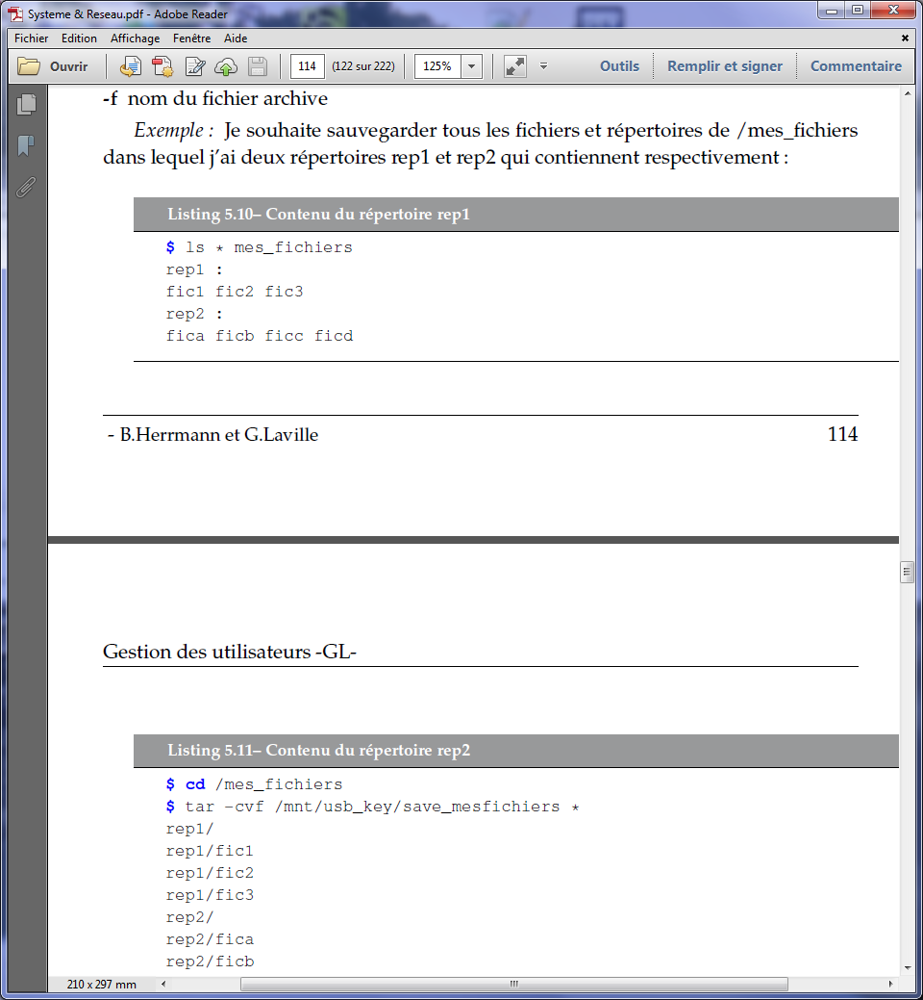 Systeme & Reseau.pdf - Adobe Reader
Fichier Edition Affichage Fenêtre Aide
Ouvrir 114 (122 sur 222) 125% Outils Remplir et signer Commentaire
-f nom du fichier archive
Exemple : Je souhaite sauvegarder tous les fichiers et répertoires de /mes_fichiers
dans lequel j'ai deux répertoires rep1 et rep2 qui contiennent respectivement :
Listing 5.10– Contenu du répertoire rep1
$ ls * mes_fichiers
rep1 :
fic1 fic2 fic3
rep2 :
fica ficb ficc ficd
- B.Herrmann et G.Laville 114
Gestion des utilisateurs -GL-
Listing 5.11– Contenu du répertoire rep2
$ cd /mes_fichiers
$ tar -cvf /mnt/usb_key/save_mesfichiers *
rep1/
rep1/fic1
rep1/fic2
rep1/fic3
rep2/
rep2/fica
rep2/ficb
210 x 297 mm